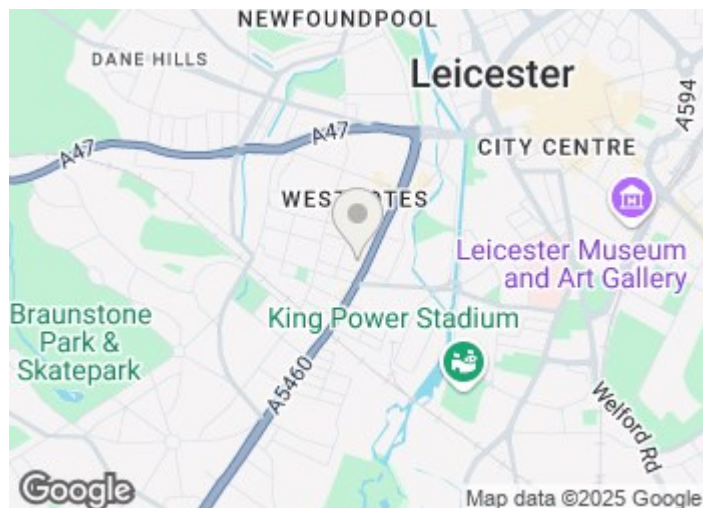 NEWFOUNDPOOL
DANE HILLS
Leicester
A594
A47
A47
CITY CENTRE
Leicester Museum
and Art Gallery
King Power Stadium
Braunstone
Park &
Skatepark
A5460
Welford Rd
Google
Map data ©2025 Google